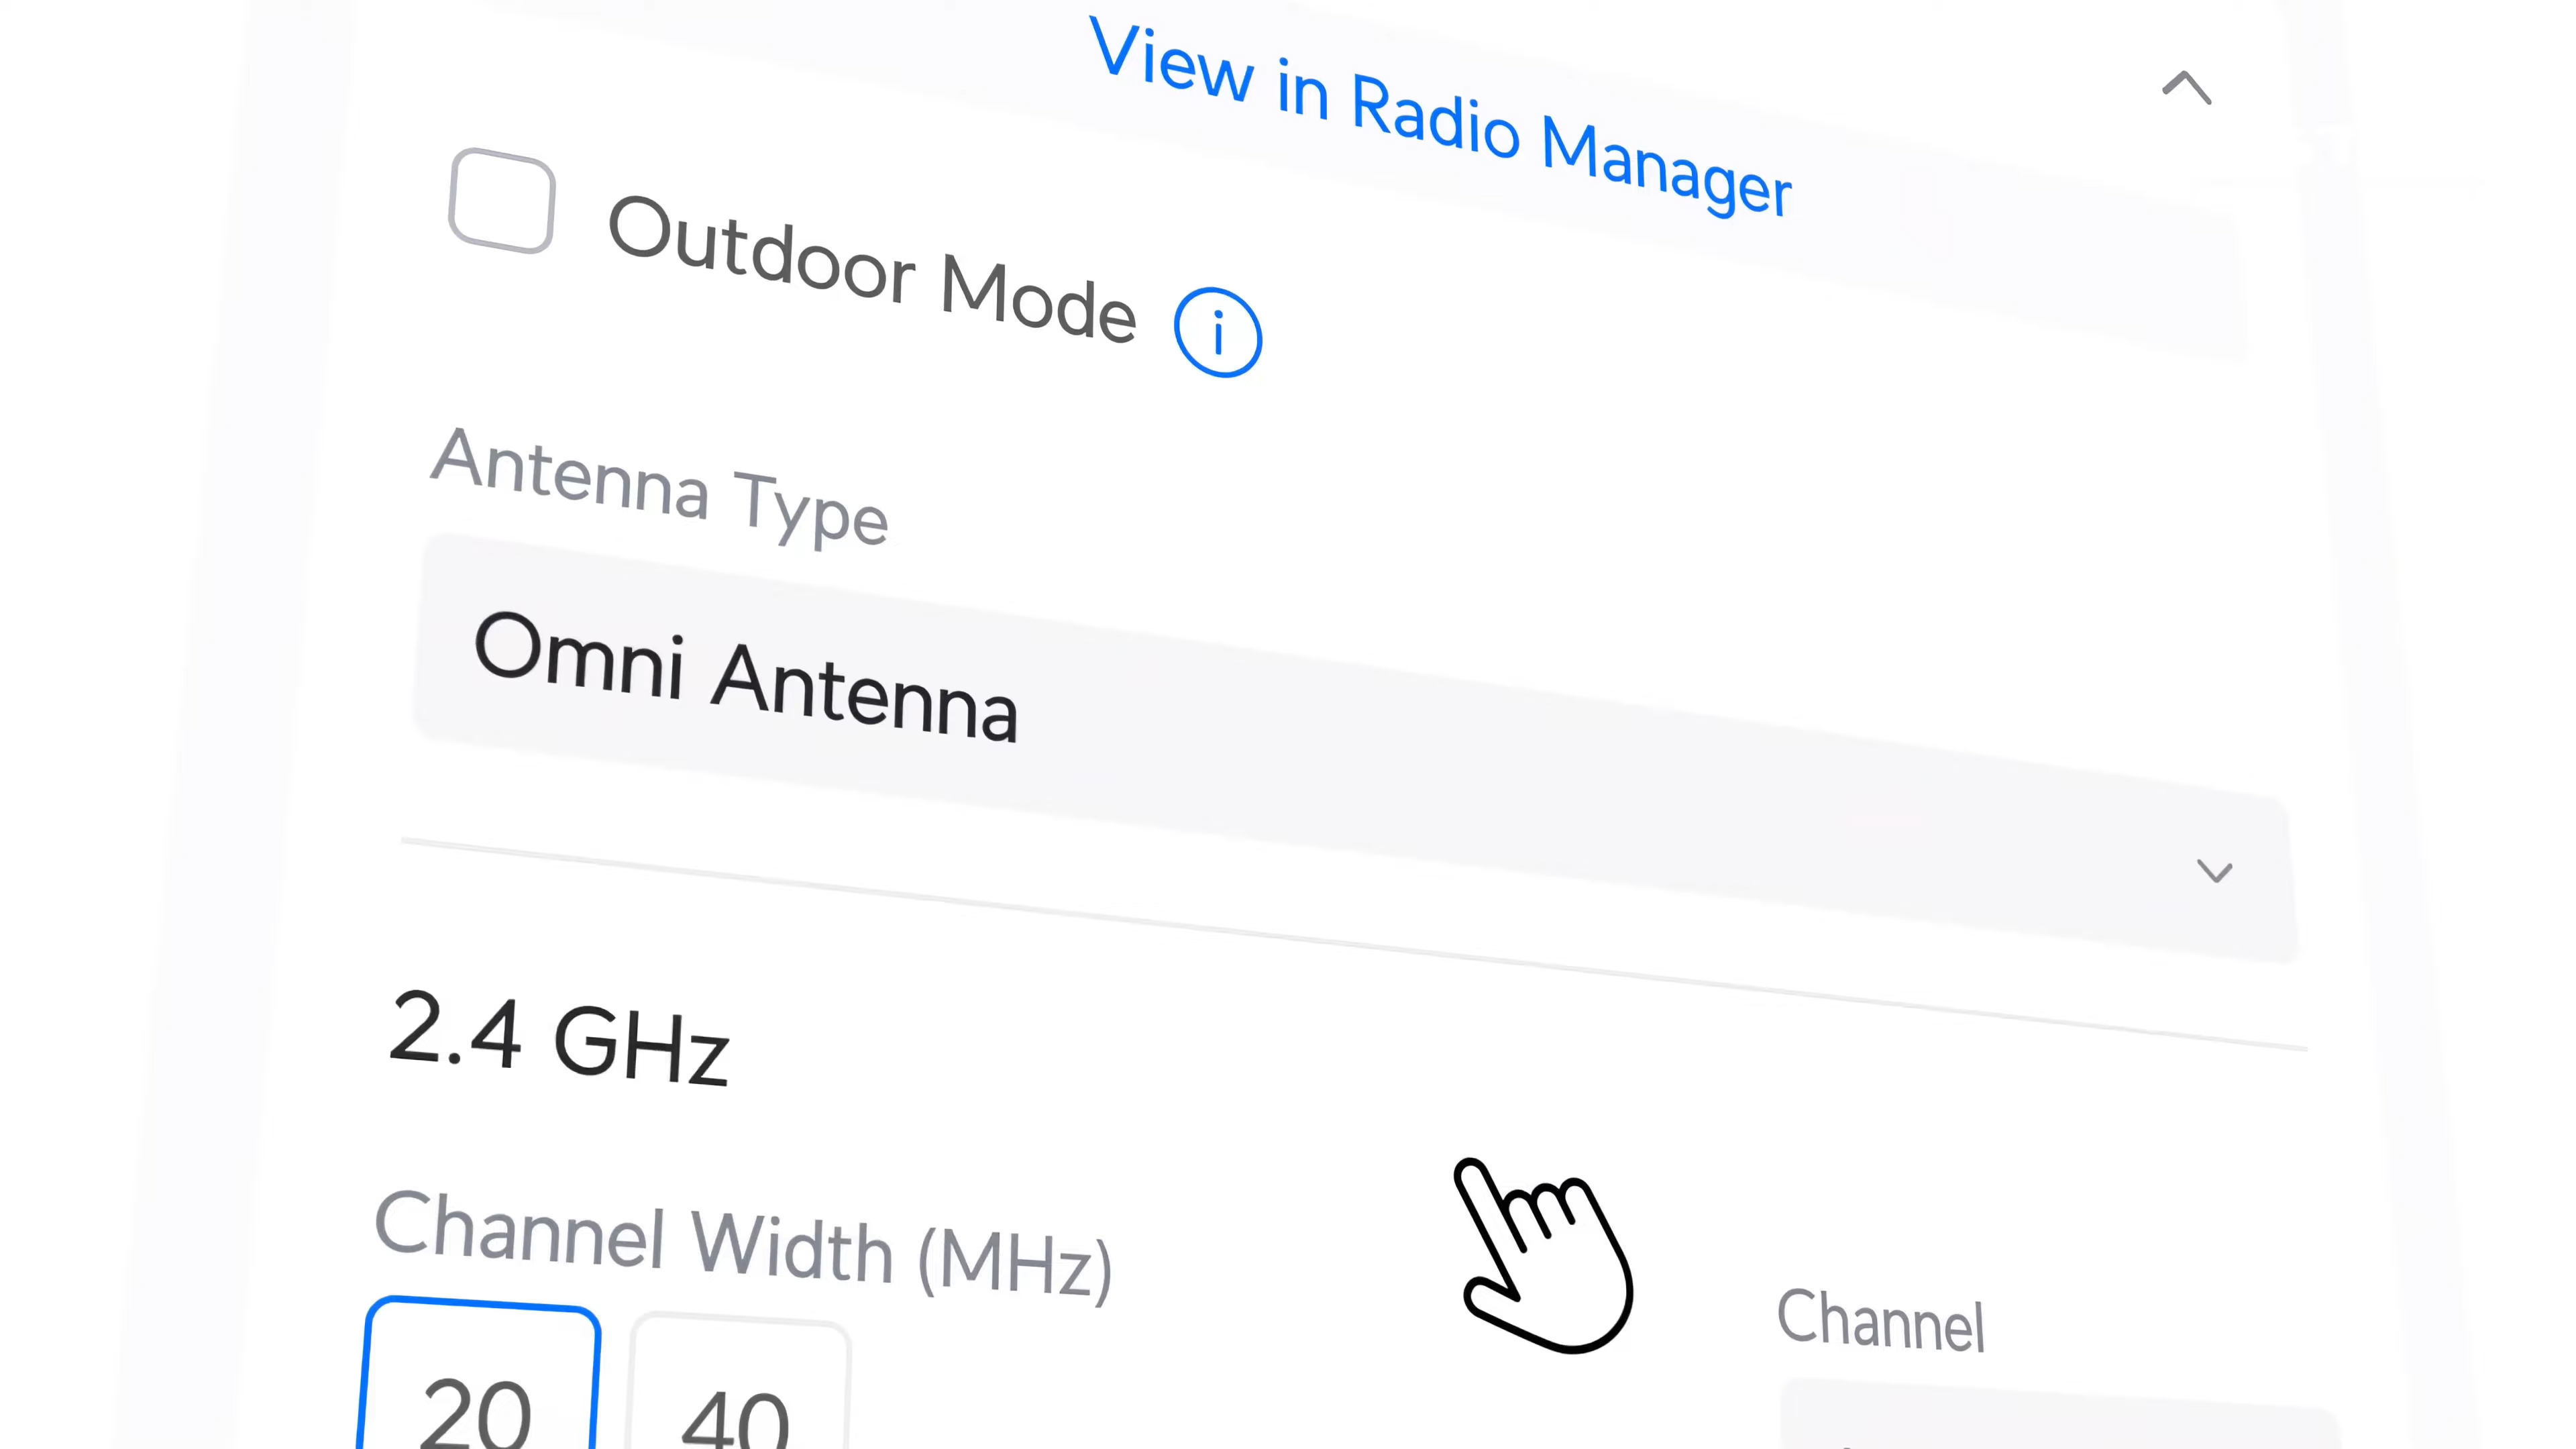 View in Radio Manager
Outdoor Mode
Antenna Type
Omni Antenna
2.4 GHz
Channel Width (MHz)
Channel
20
40